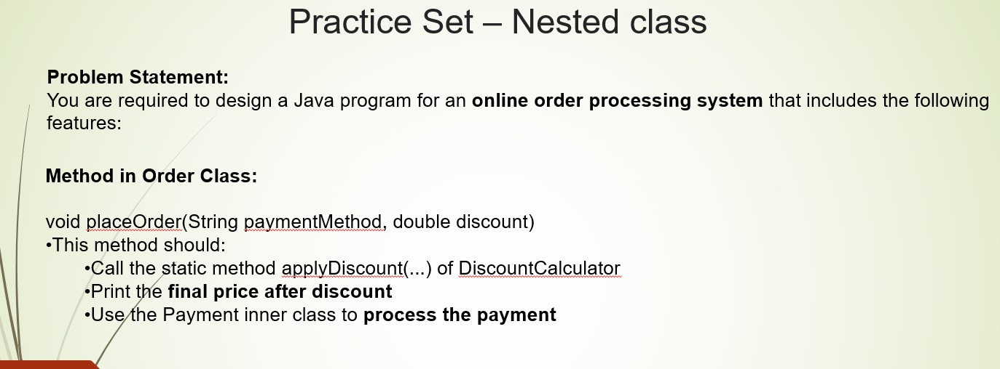 Practice Set – Nested class
Problem Statement:
You are required to design a Java program for an online order processing system that includes the following
features:
Method in Order Class:
void placeOrder(String paymentMethod, double discount)
•This method should:
•Call the static method applyDiscount(...) of DiscountCalculator
•Print the final price after discount
•Use the Payment inner class to process the payment